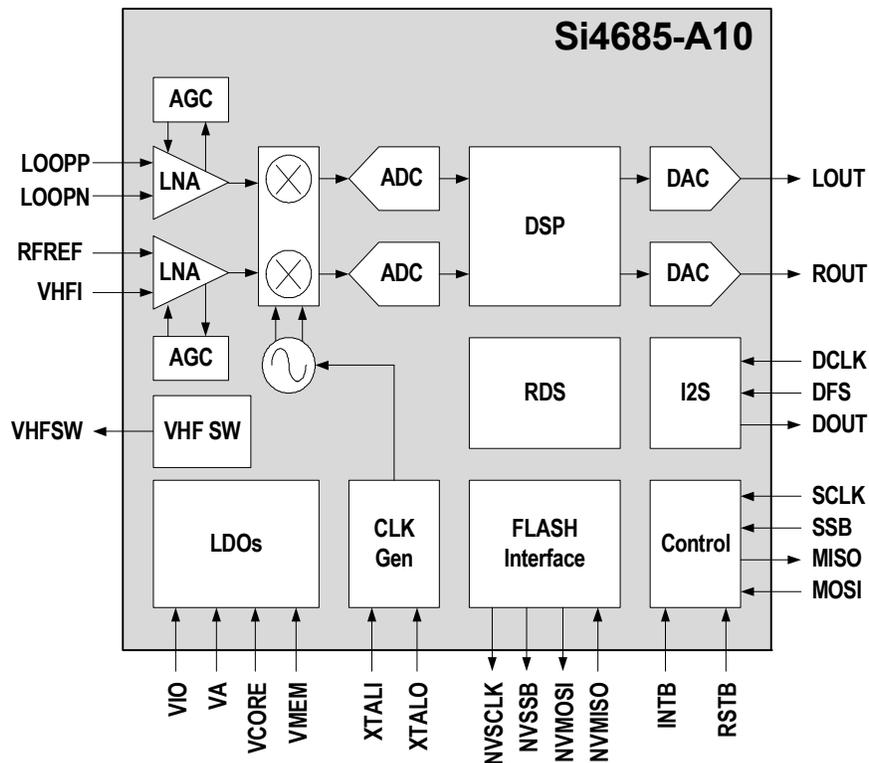 Si4685-A10
AGC
LOOPP
LNA
LOOPN
ADC
DSP
DAC
LOUT
RFREF
LNA
VHFI
ADC
DAC
ROUT
AGC
RDS
I2S
DCLK
DFS
DOUT
VHFSW
VHF SW
LDOs
CLK
Gen
FLASH
Interface
Control
SCLK
SSB
MISO
MOSI
VIO
VA
VCORE
VMEM
XTALI
XTALO
NVSCLK
NVSSB
NVMOSI
NVMISO
INTB
RSTB